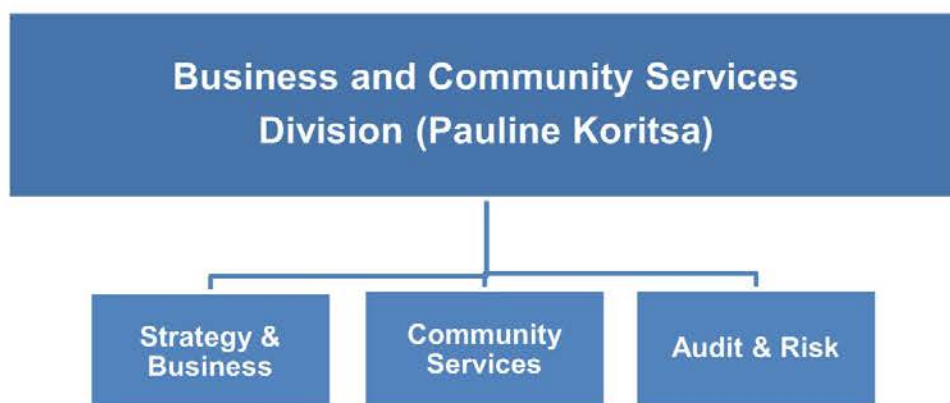 Business and Community Services
Division (Pauline Koritsa)
Strategy &
Business
Community
Services
Audit & Risk